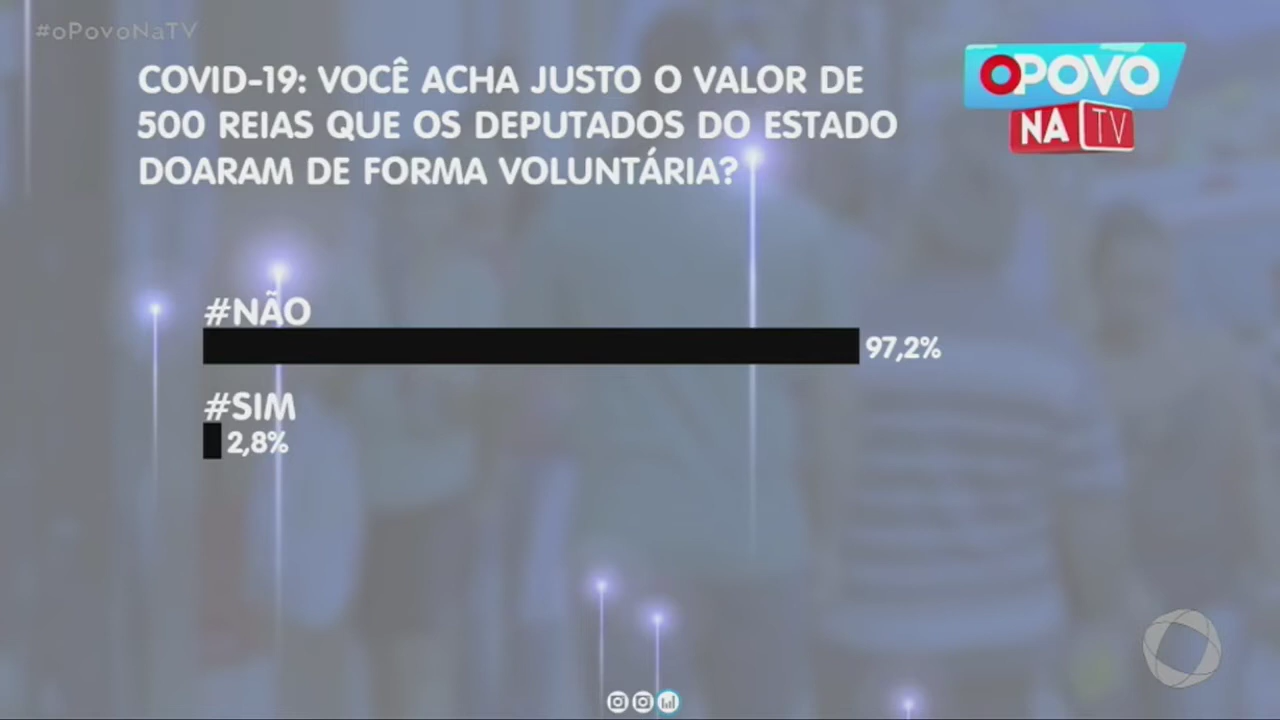 #oPovoNaTV
COVID-19: VOCÊ ACHA JUSTO O VALOR DE
500 REIAS QUE OS DEPUTADOS DO ESTADO
DOARAM DE FORMA VOLUNTÁRIA?
OPOVO
NA TV
#NÃO
97,2%
#SIM
2,8%